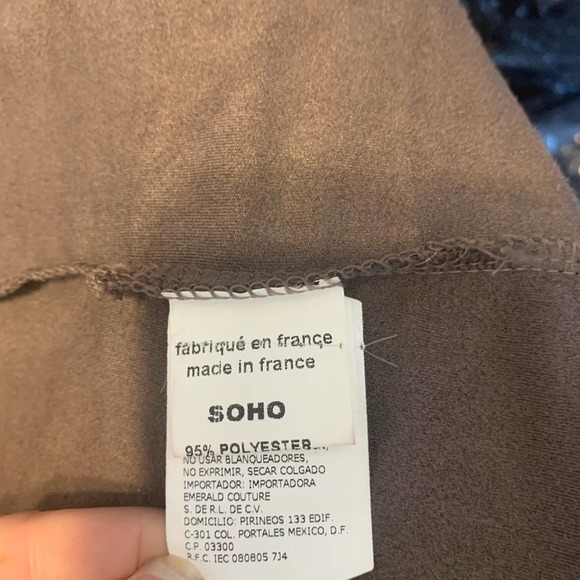 fabriqué en france
made in france
SOHO
95% POLYESTER
NO USAR BLANQUEADORES,
NO EXPRIMIR, SECAR COLGADO
IMPORTADOR: IMPORTADORA
EMERALD COUTURE
S. DE R.L. DE C.V.
DOMICILIO: PIRINEOS 133 EDIF.
C-301 COL. PORTALES MEXICO, D.F.
C.P. 03300
R.F.C. IEC 080805 7J4